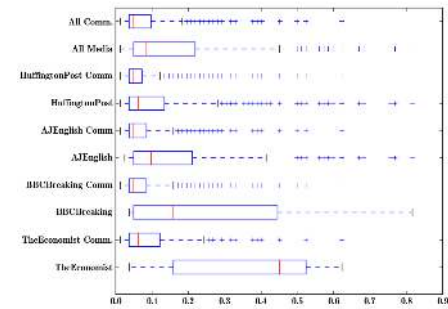 All Comm.
All Media
HuffingtonPost Comm
HuffingtonPost
AJEnglish Comm
AJEnglish
BBCBreaking Comm
BBCBreaking
TheEconomist Comm.
TheEconomist
0.0 0.1 0.2 0.3 0.4 0.5 0.6 0.7 0.8 0.9